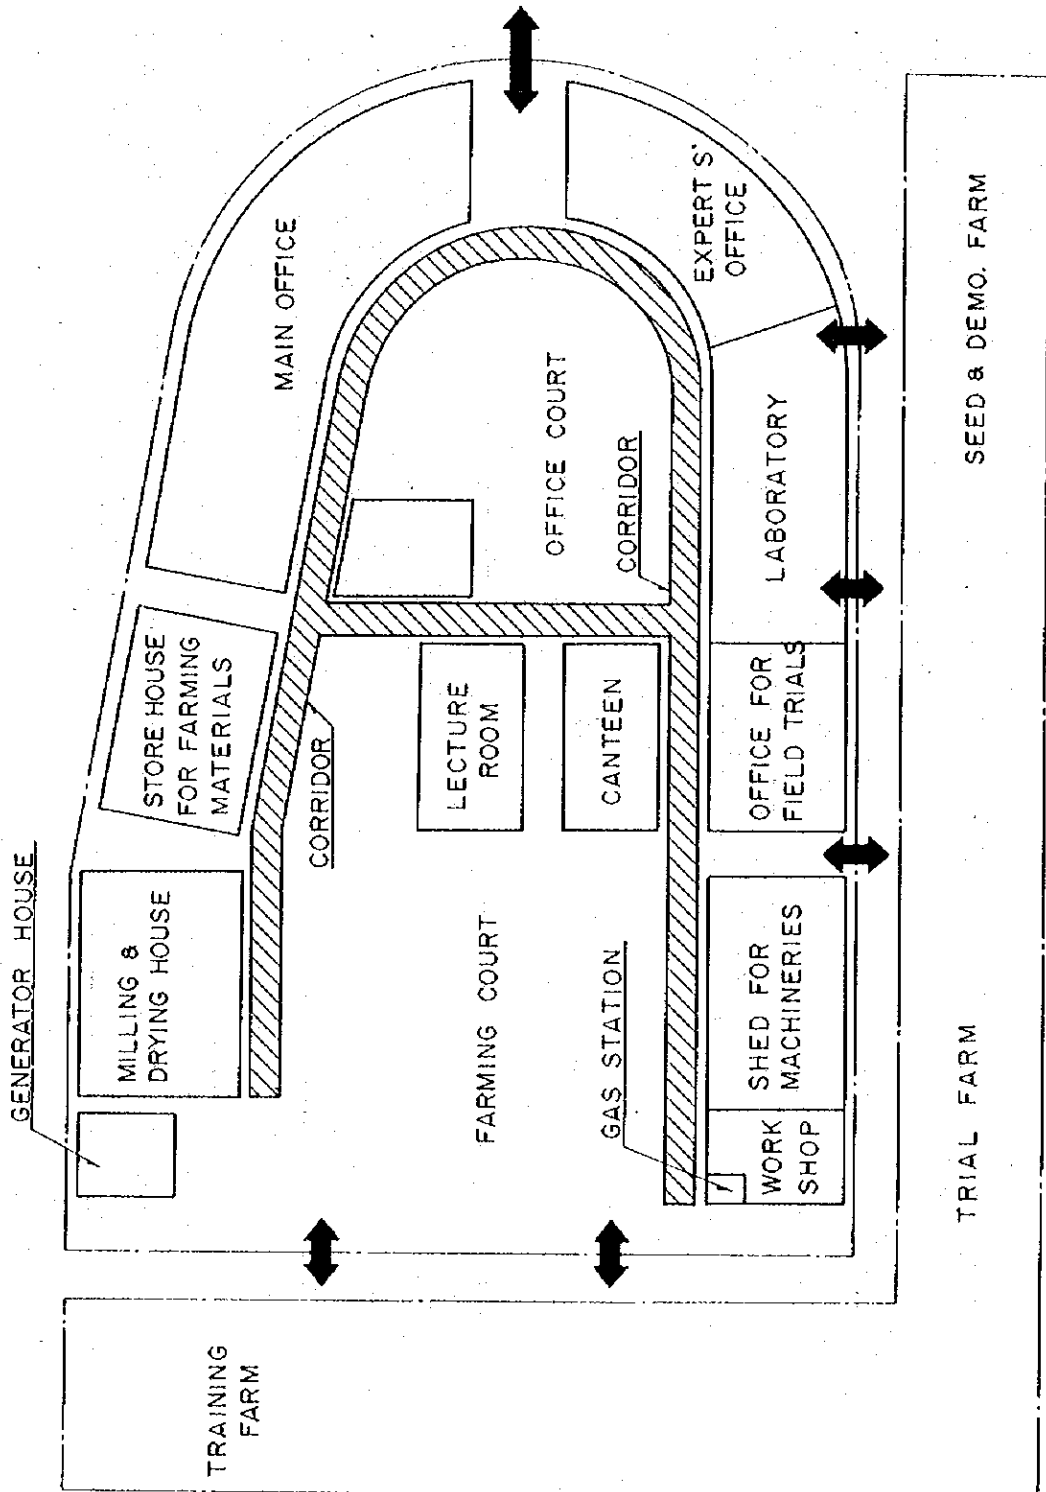 GENERATOR HOUSE
MILLING &
DRYING HOUSE
STORE HOUSE
FOR FARMING
MATERIALS
MAIN OFFICE
CORRIDOR
TRAINING
FARM
FARMING COURT
LECTURE
ROOM
CANTEEN
OFFICE COURT
CORRIDOR
GAS STATION
EXPERTS'
OFFICE
WORK
SHOP
SHED FOR
MACHINERIES
OFFICE FOR
FIELD TRIALS
LABORATORY
TRIAL FARM
SEED & DEMO. FARM